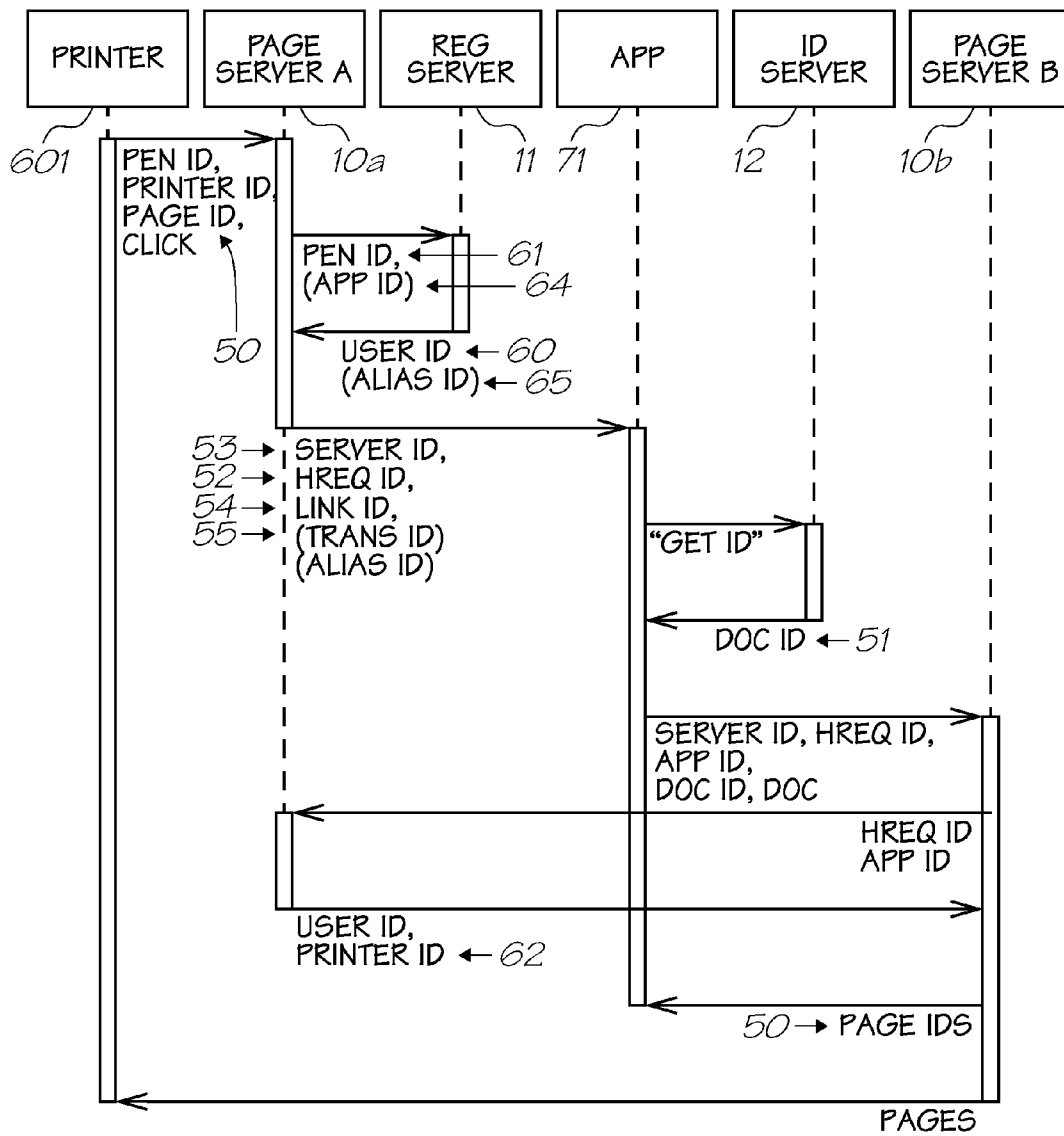 PRINTER
PAGE
SERVER A
REG
SERVER
APP
ID
SERVER
PAGE
SERVER B
601
10a
11
71
12
10b
PEN ID,
PRINTER ID,
PAGE ID,
CLICK
50
PEN ID,
61
(APP ID)
64
USER ID
60
(ALIAS ID)
65
53
SERVER ID,
52
HREQ ID,
54
LINK ID,
55
(TRANS ID)
(ALIAS ID)
“GET ID”
DOC ID
51
SERVER ID, HREQ ID,
APP ID,
DOC ID, DOC
HREQ ID
APP ID
USER ID,
PRINTER ID
62
50
PAGE IDS
PAGES